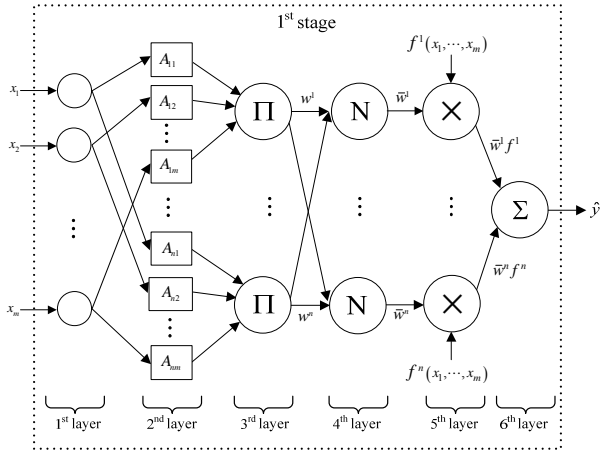 1st stage
f¹(x₁,⋯,xₘ)
x₁
x₂
⋮
xₘ
A₁₁
A₁₂
⋮
A₁ₘ
⋮
Aₙ₁
Aₙ₂
⋮
Aₙₘ
Π
⋮
Π
w¹
wⁿ
N
⋮
N
w̄¹
w̄ⁿ
×
⋮
×
w̄¹f¹
w̄ⁿfⁿ
Σ
ŷ
fⁿ(x₁,⋯,xₘ)
1st layer
2nd layer
3rd layer
4th layer
5th layer
6th layer